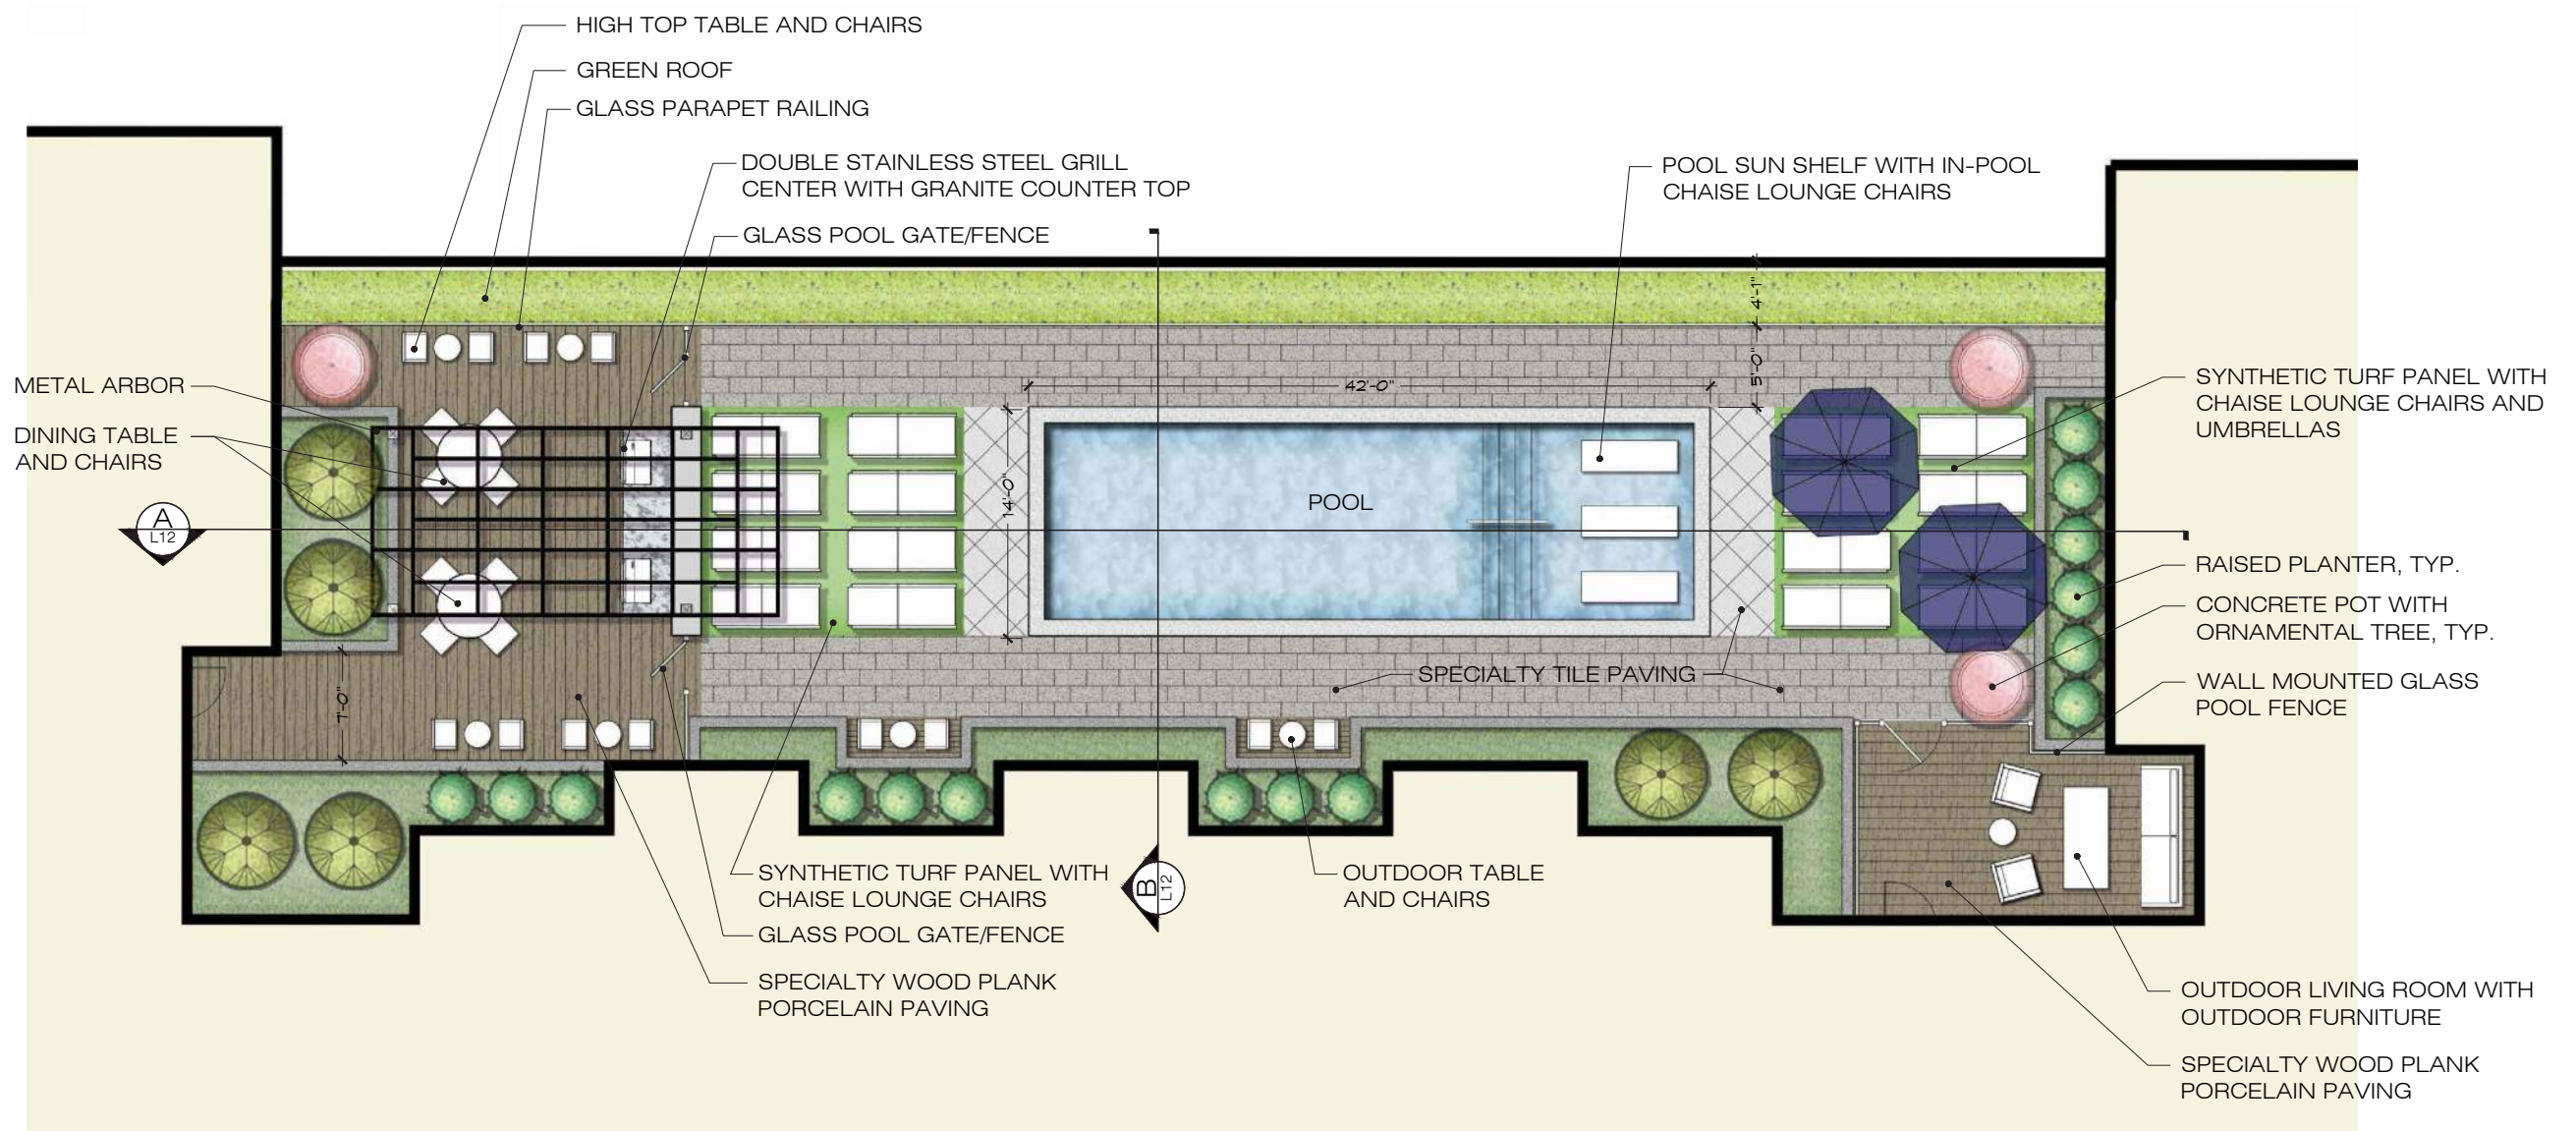 HIGH TOP TABLE AND CHAIRS
GREEN ROOF
GLASS PARAPET RAILING
DOUBLE STAINLESS STEEL GRILL
CENTER WITH GRANITE COUNTER TOP
GLASS POOL GATE/FENCE
POOL SUN SHELF WITH IN-POOL
CHAISE LOUNGE CHAIRS
4'-1"
5'-0"
42'-0"
14'-0"
POOL
METAL ARBOR
DINING TABLE
AND CHAIRS
A
L12
SYNTHETIC TURF PANEL WITH
CHAISE LOUNGE CHAIRS AND
UMBRELLAS
RAISED PLANTER, TYP.
CONCRETE POT WITH
ORNAMENTAL TREE, TYP.
WALL MOUNTED GLASS
POOL FENCE
SPECIALTY TILE PAVING
7'-0"
SYNTHETIC TURF PANEL WITH
CHAISE LOUNGE CHAIRS
GLASS POOL GATE/FENCE
SPECIALTY WOOD PLANK
PORCELAIN PAVING
B
L12
OUTDOOR TABLE
AND CHAIRS
OUTDOOR LIVING ROOM WITH
OUTDOOR FURNITURE
SPECIALTY WOOD PLANK
PORCELAIN PAVING